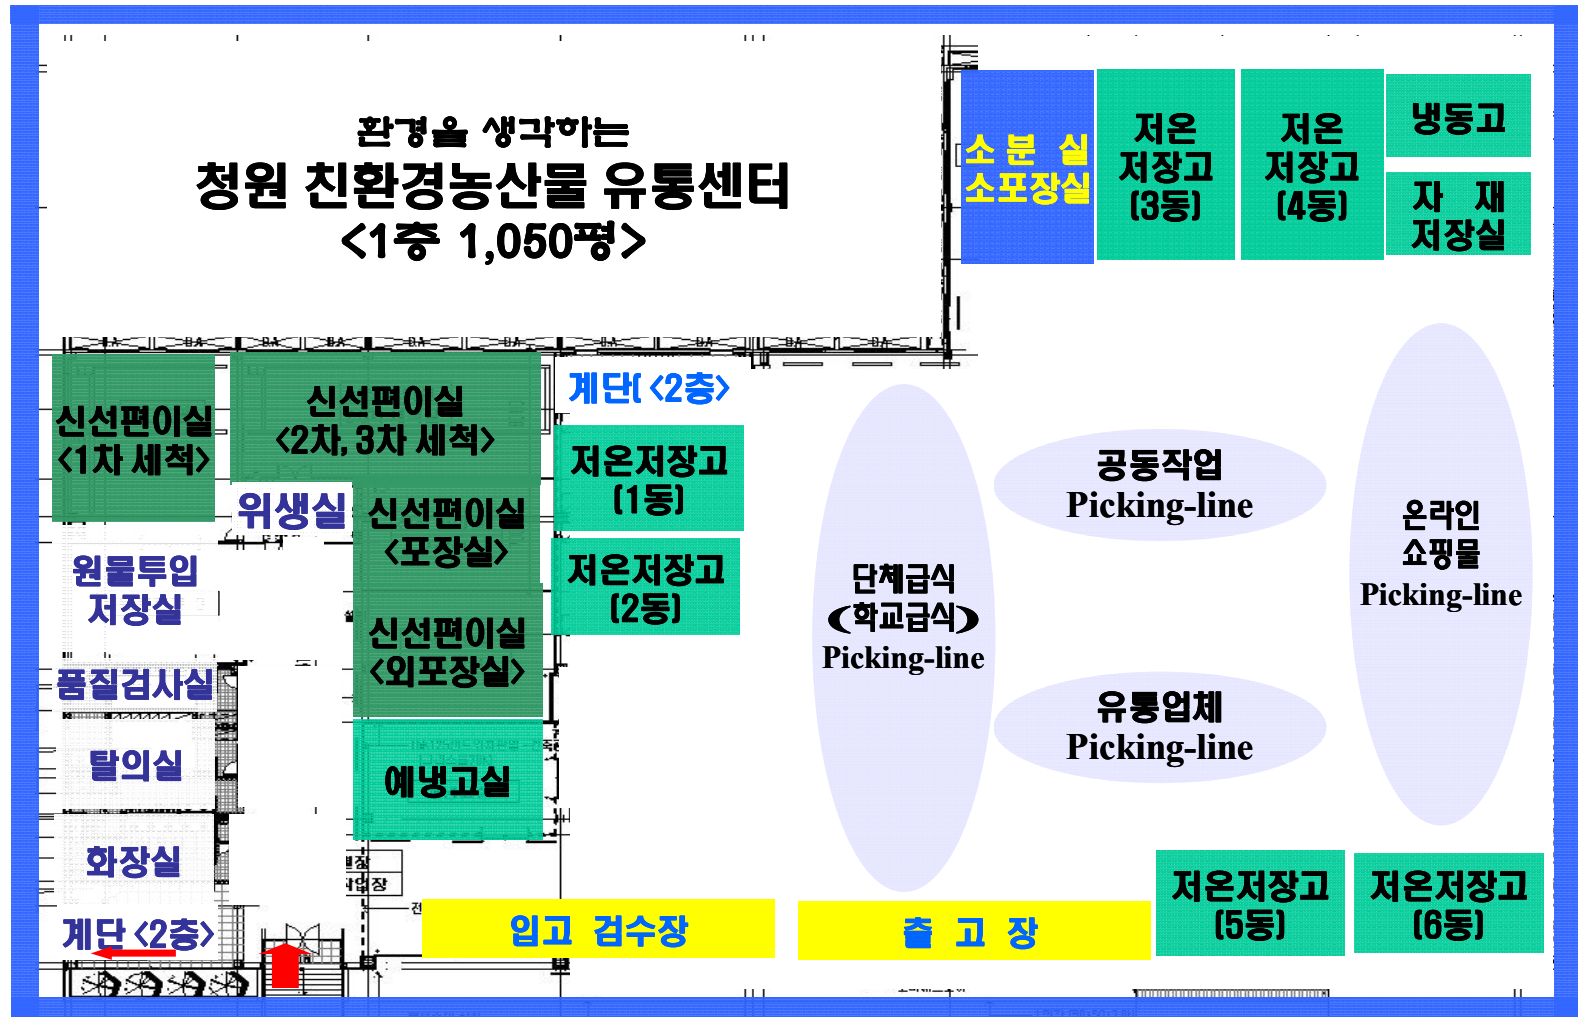 환경을 생각하는
청원 친환경농산물 유통센터
<1층 1,050평>
소 분 실
소포장실
저온
저장고
(3동)
저온
저장고
(4동)
냉동고
자 재
저장실
신선편이실
<1차 세척>
신선편이실
<2차, 3차 세척>
계단( <2층>
저온저장고
(1동)
위생실
신선편이실
<포장실>
저온저장고
(2동)
원물투입
저장실
신선편이실
<외포장실>
품질검사실
탈의실
예냉고실
화장실
계단 <2층>
단체급식
(학교급식)
Picking-line
공동작업
Picking-line
유통업체
Picking-line
온라인
쇼핑몰
Picking-line
입고 검수장
출 고 장
저온저장고
(5동)
저온저장고
(6동)